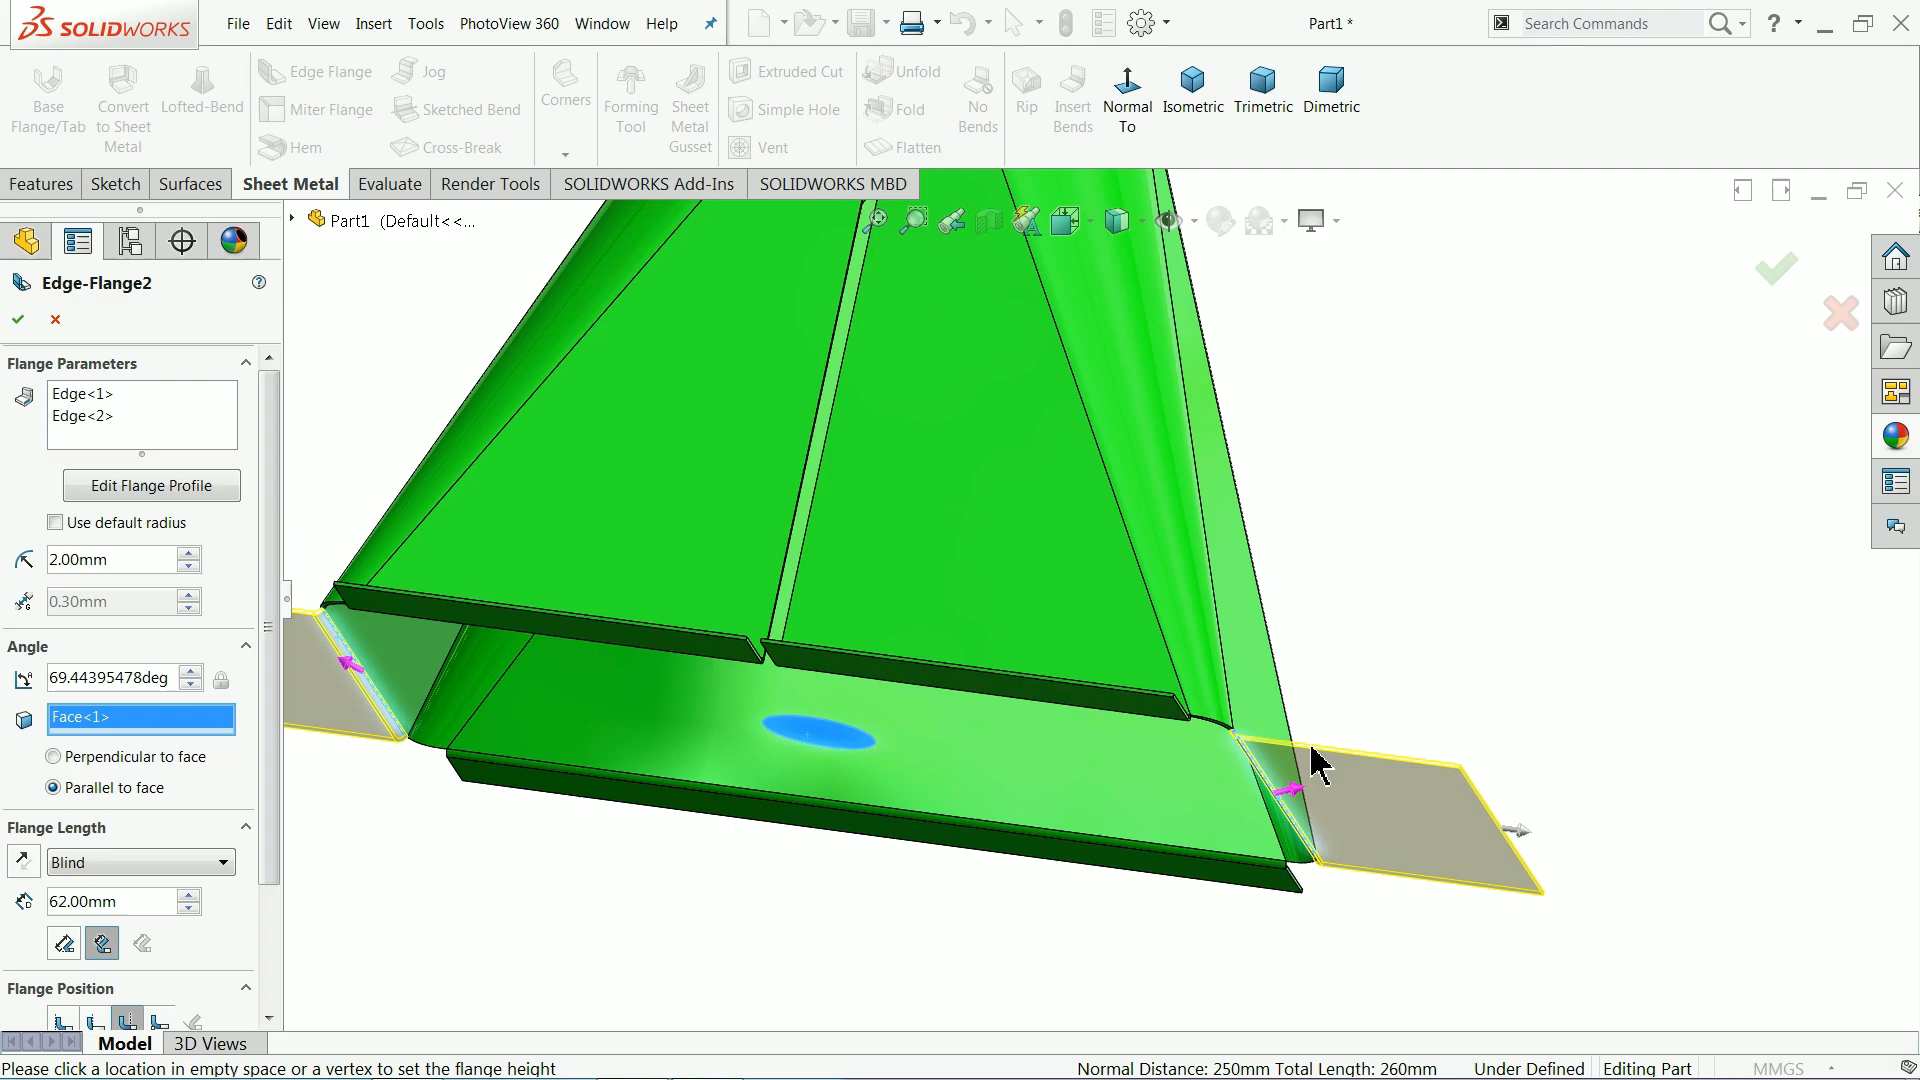 SOLIDWORKS
File Edit View Insert Tools PhotoView 360 Window Help
Part1 *
Search Commands
?
Base Flange/Tab
Convert to Sheet Metal
Lofted-Bend
Edge Flange
Miter Flange
Hem
Jog
Sketched Bend
Cross-Break
Corners
Forming Tool
Sheet Metal Gusset
Extruded Cut
Simple Hole
Vent
Unfold
Fold
Flatten
No Bends
Rip
Insert Bends
Normal To
Isometric
Trimetric
Dimetric
Features Sketch Surfaces Sheet Metal Evaluate Render Tools SOLIDWORKS Add-Ins SOLIDWORKS MBD
Part1 (Default<<...
Edge-Flange2
Flange Parameters
Edge<1>
Edge<2>
Edit Flange Profile
Use default radius
2.00mm
0.30mm
Angle
69.44395478deg
Face<1>
Perpendicular to face
Parallel to face
Flange Length
Blind
62.00mm
Flange Position
Model 3D Views
Please click a location in empty space or a vertex to set the flange height
Normal Distance: 250mm Total Length: 260mm Under Defined Editing Part MMGS